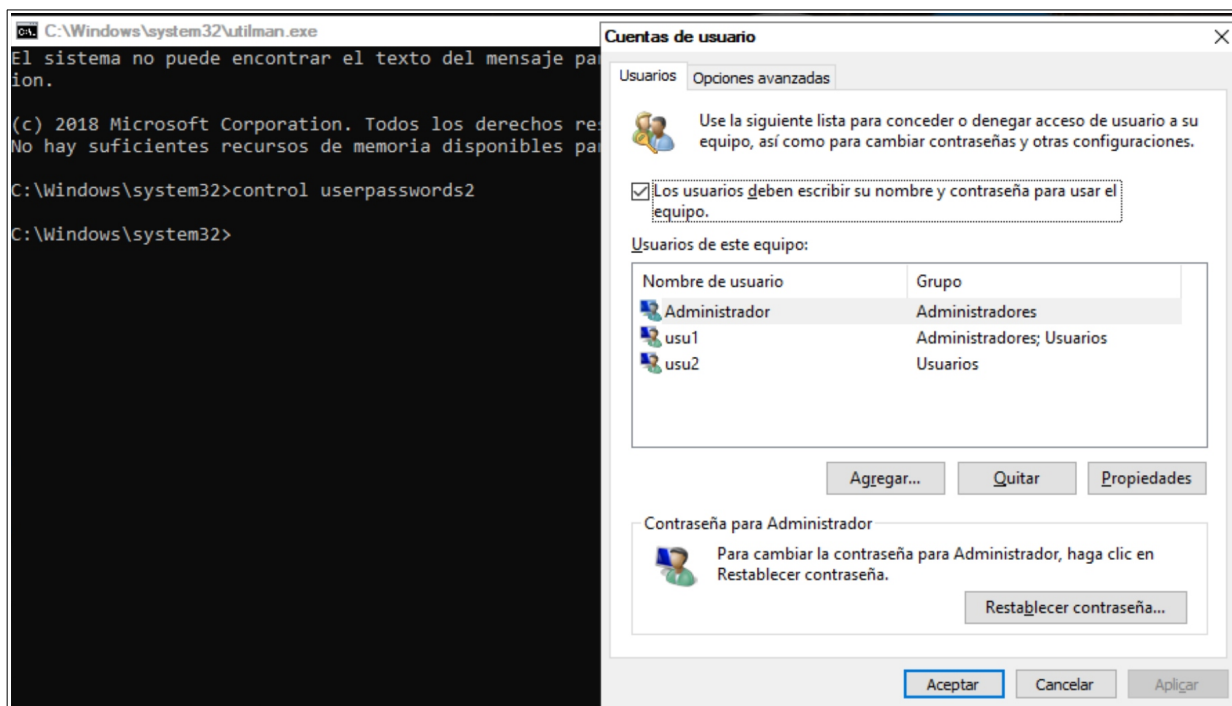 C:\Windows\system32\utilman.exe
El sistema no puede encontrar el texto del mensaje
ion.
(c) 2018 Microsoft Corporation. Todos los derechos
No hay suficientes recursos de memoria disponibles
C:\Windows\system32>control userpasswords2
C:\Windows\system32>
Cuentas de usuario
Usuarios
Opciones avanzadas
Use la siguiente lista para conceder o denegar acceso de usuario a su
equipo, así como para cambiar contraseñas y otras configuraciones.
Los usuarios deben escribir su nombre y contraseña para usar el
equipo.
Usuarios de este equipo:
Nombre de usuario Grupo
Administrador Administradores
usu1 Administradores; Usuarios
usu2 Usuarios
Agregar... Quitar Propiedades
Contraseña para Administrador
Para cambiar la contraseña para Administrador, haga clic en
Restablecer contraseña.
Restablecer contraseña...
Aceptar Cancelar Aplicar